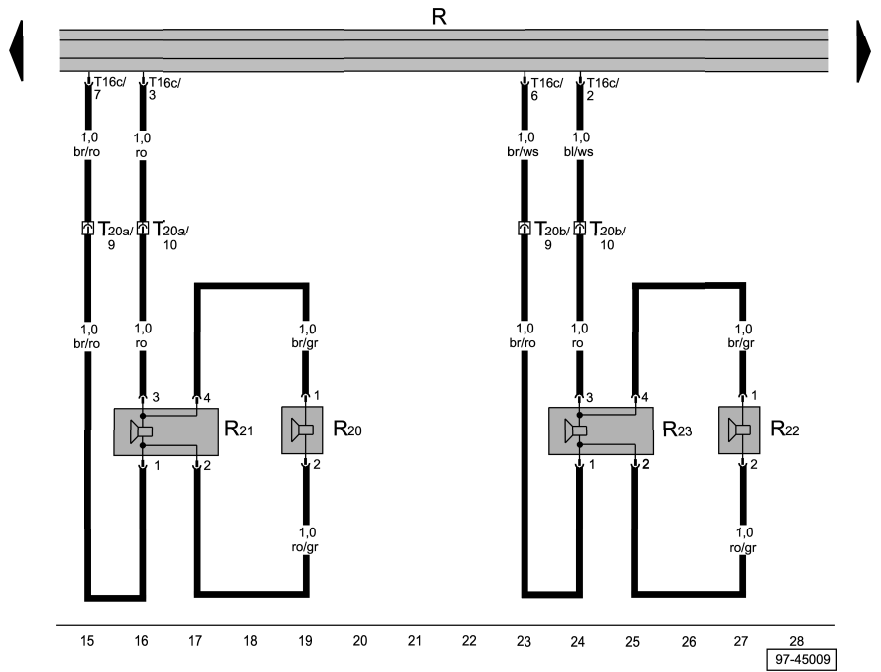 R
T16c/ T16c/ T16c/ T16c/
7 3 6 2
1,0 1,0 1,0 1,0
br/ro ro br/ws bl/ws
T20a/ T20a/ T20b/ T20b/
9 10 9 10
1,0 1,0 1,0 1,0 1,0 1,0
br/ro ro br/gr br/ro ro br/gr
3 4 1 3 4 1
R21 R20 R23 R22
1 2 2 1 2 2
1,0 1,0
ro/gr ro/gr
15 16 17 18 19 20 21 22 23 24 25 26 27 28
97-45009